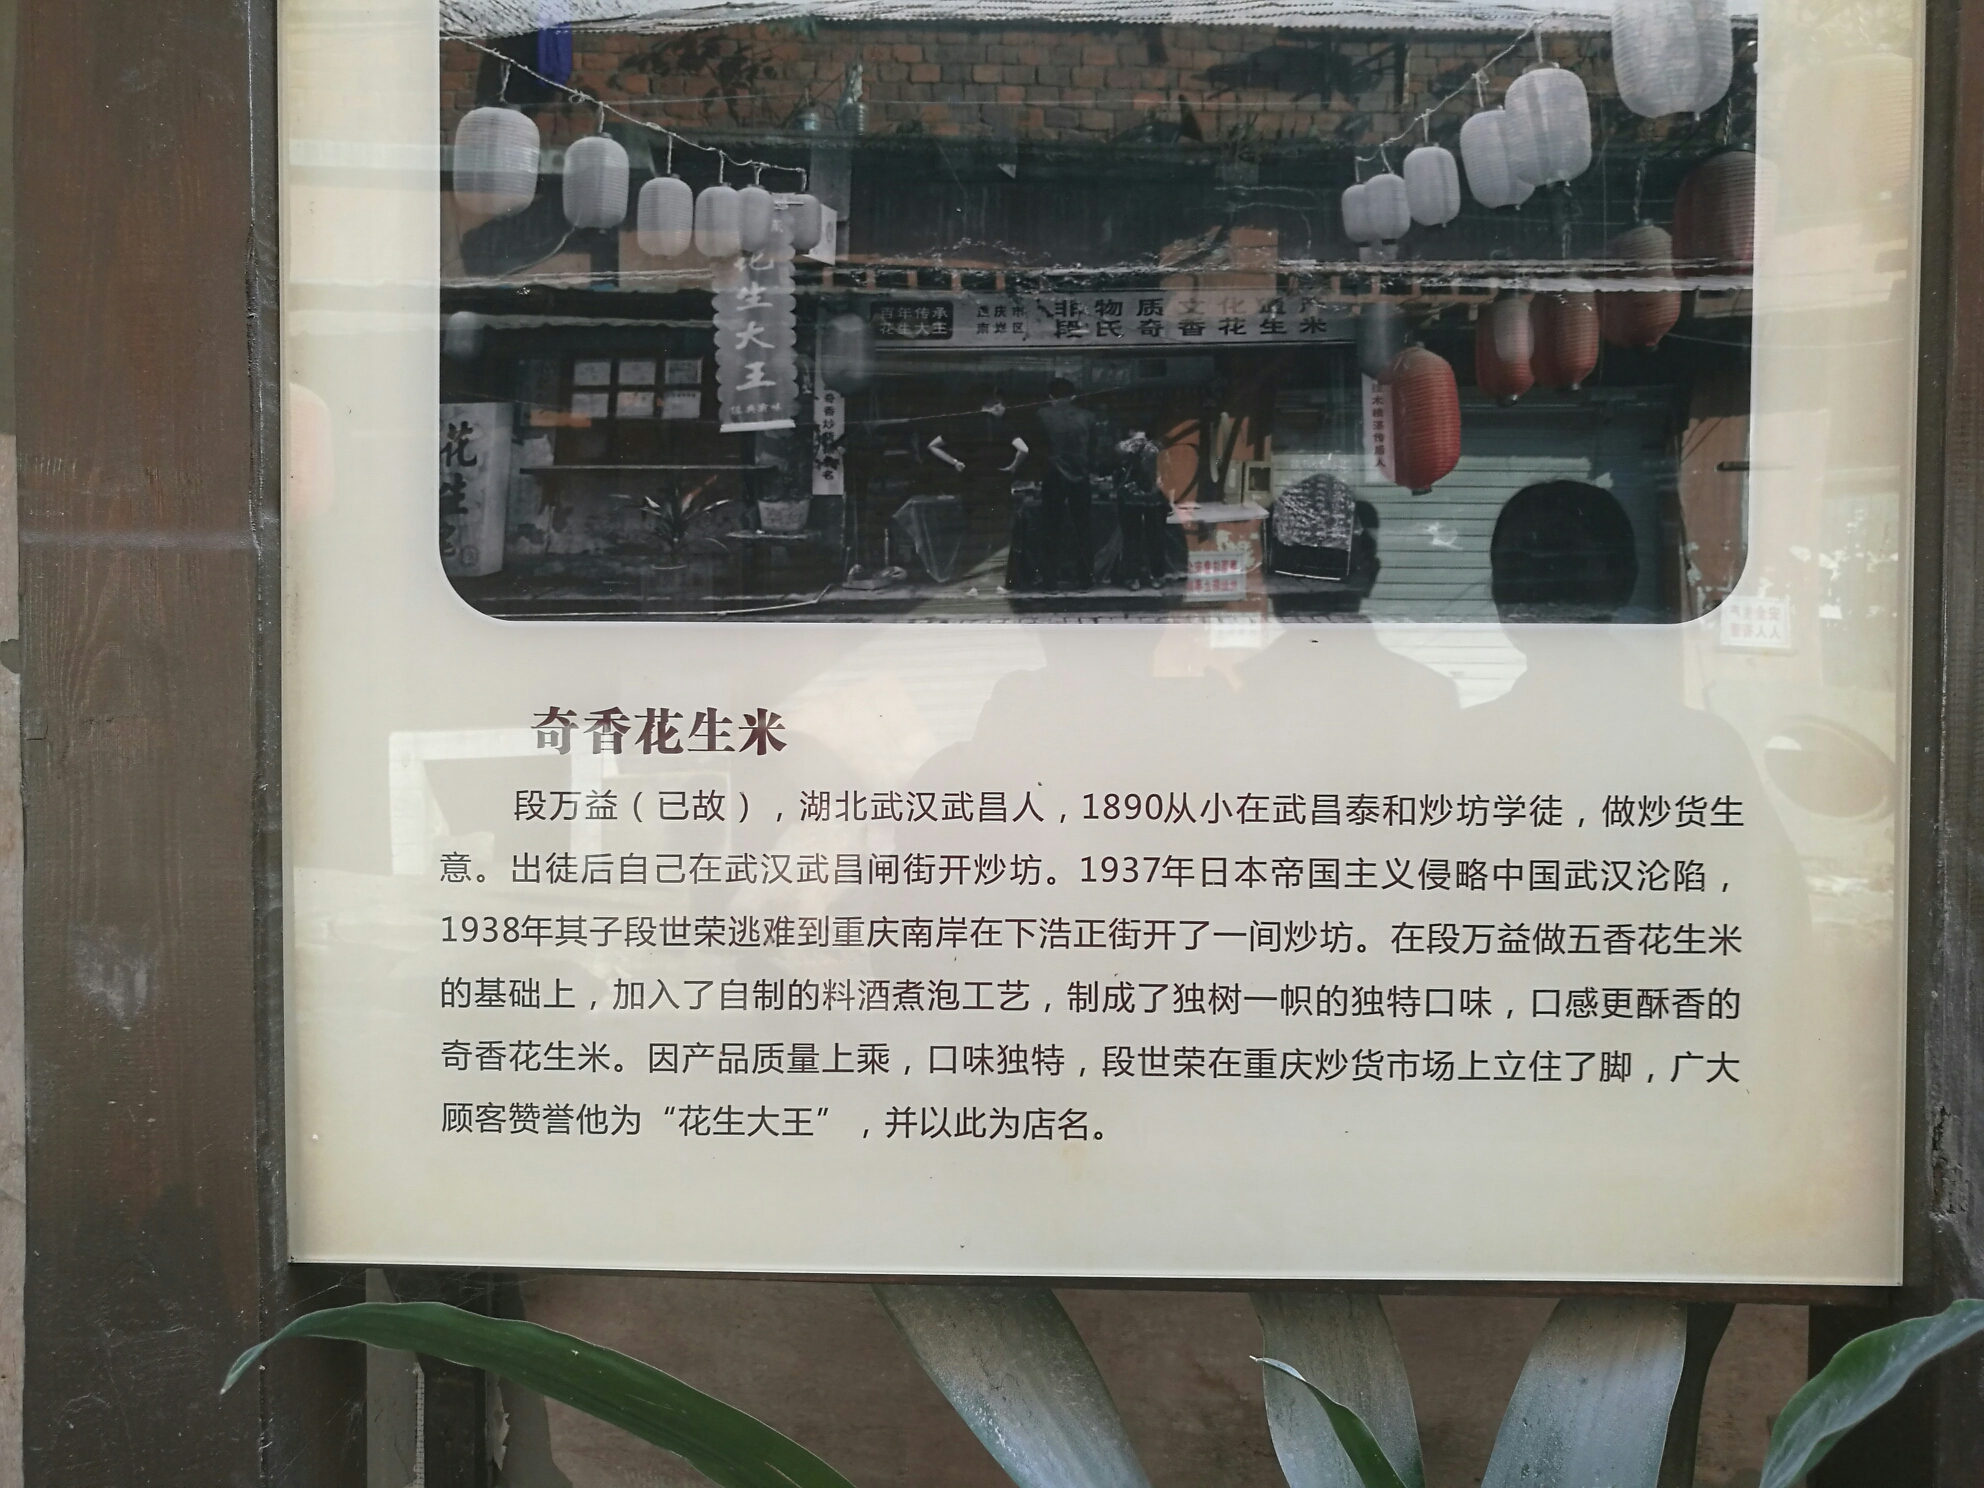 花生大王
百年传承
花生大王
重庆市
南岸区
非物质文化遗产
段氏奇香花生米
花生
奇香花生米
段万益（已故），湖北武汉武昌人，1890从小在武昌泰和炒坊学徒，做炒货生
意。出徒后自己在武汉武昌闸街开炒坊。1937年日本帝国主义侵略中国武汉沦陷，
1938年其子段世荣逃难到重庆南岸在下浩正街开了一间炒坊。在段万益做五香花生米
的基础上，加入了自制的料酒煮泡工艺，制成了独树一帜的独特口味，口感更酥香的
奇香花生米。因产品质量上乘，口味独特，段世荣在重庆炒货市场上立住了脚，广大
顾客赞誉他为“花生大王”，并以此为店名。